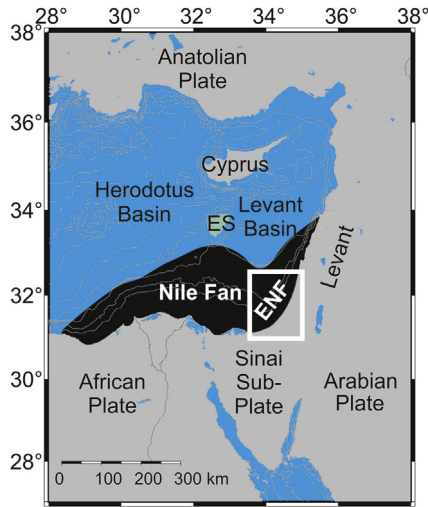 28° 30° 32° 34° 36° 38°
38°
Anatolian
Plate
36°
Cyprus
Herodotus
Basin
Levant
Basin
34°
ES
Levant
Nile Fan
ENF
32°
30°
African
Plate
Sinai
Sub-
Plate
Arabian
Plate
28°
0 100 200 300 km